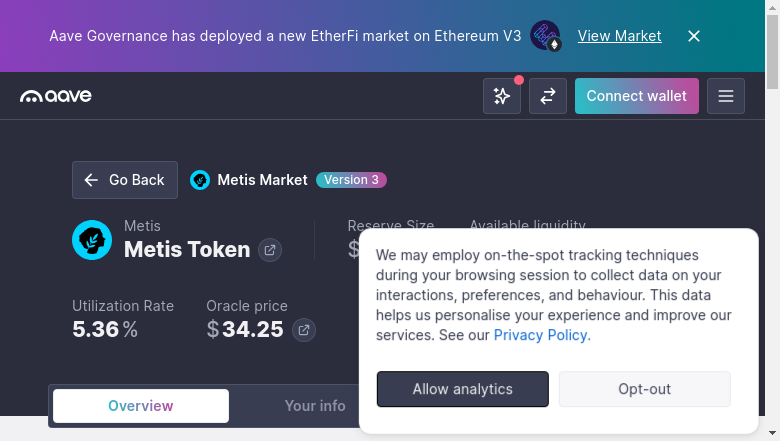 Aave Governance has deployed a new EtherFi market on Ethereum V3 View Market
aave
Connect wallet
Go Back
Metis Market Version 3
Metis
Metis Token
Reserve Size
$
Available liquidity
Utilization Rate
5.36 %
Oracle price
$ 34.25
We may employ on-the-spot tracking techniques
during your browsing session to collect data on your
interactions, preferences, and behaviour. This data
helps us personalise your experience and improve our
services. See our Privacy Policy.
Allow analytics
Opt-out
Overview
Your info